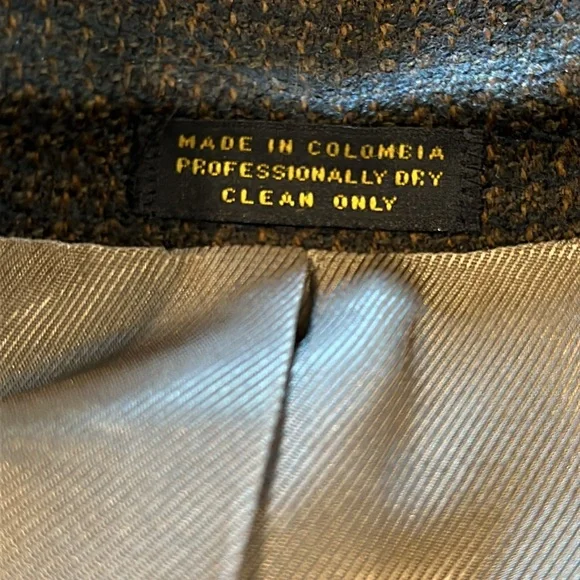 MADE IN COLOMBIA
PROFESSIONALLY DRY
CLEAN ONLY